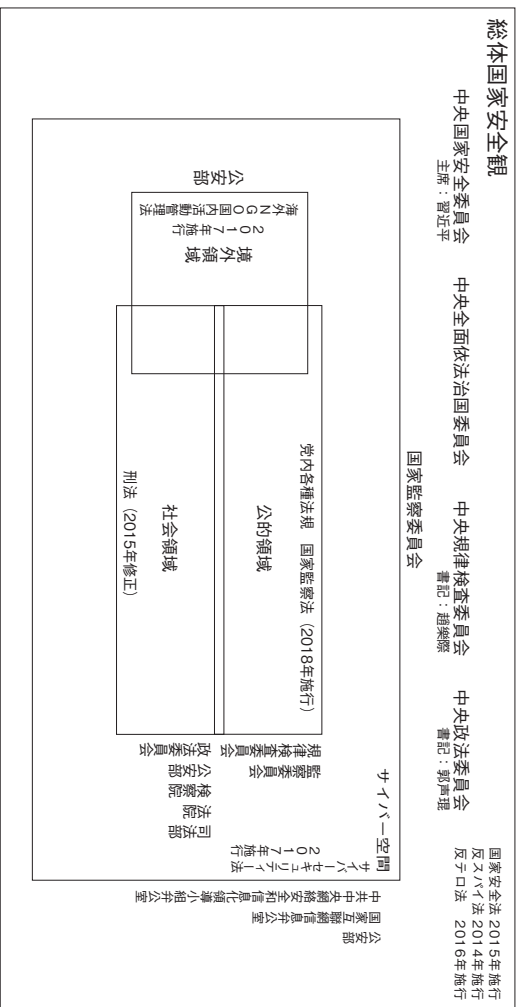 総体国家安全観
中央国家安全委員会
主席：習近平
中央全面依法治国委員会
中央規律検査委員会
書記：趙樂際
中央政法委員会
書記：郭声琨
国家安全法 2015年施行
反スパイ法 2014年施行
反テロ法 2016年施行
国家監察委員会
サイバー空間
公安部
海外NGO国内活動管理法
2017年施行
境外領域
党内各種法規　国家監察法（2018年施行）
公的領域
社会領域
刑法（2015年修正）
規律検査委員会
監察委員会
政法委員会
公安部
検察院
法院
司法部
サイバーセキュリティー法
2017年施行
中共中央網絡安全和信息化領導小組弁公室
国家互聯網信息弁公室
公安部